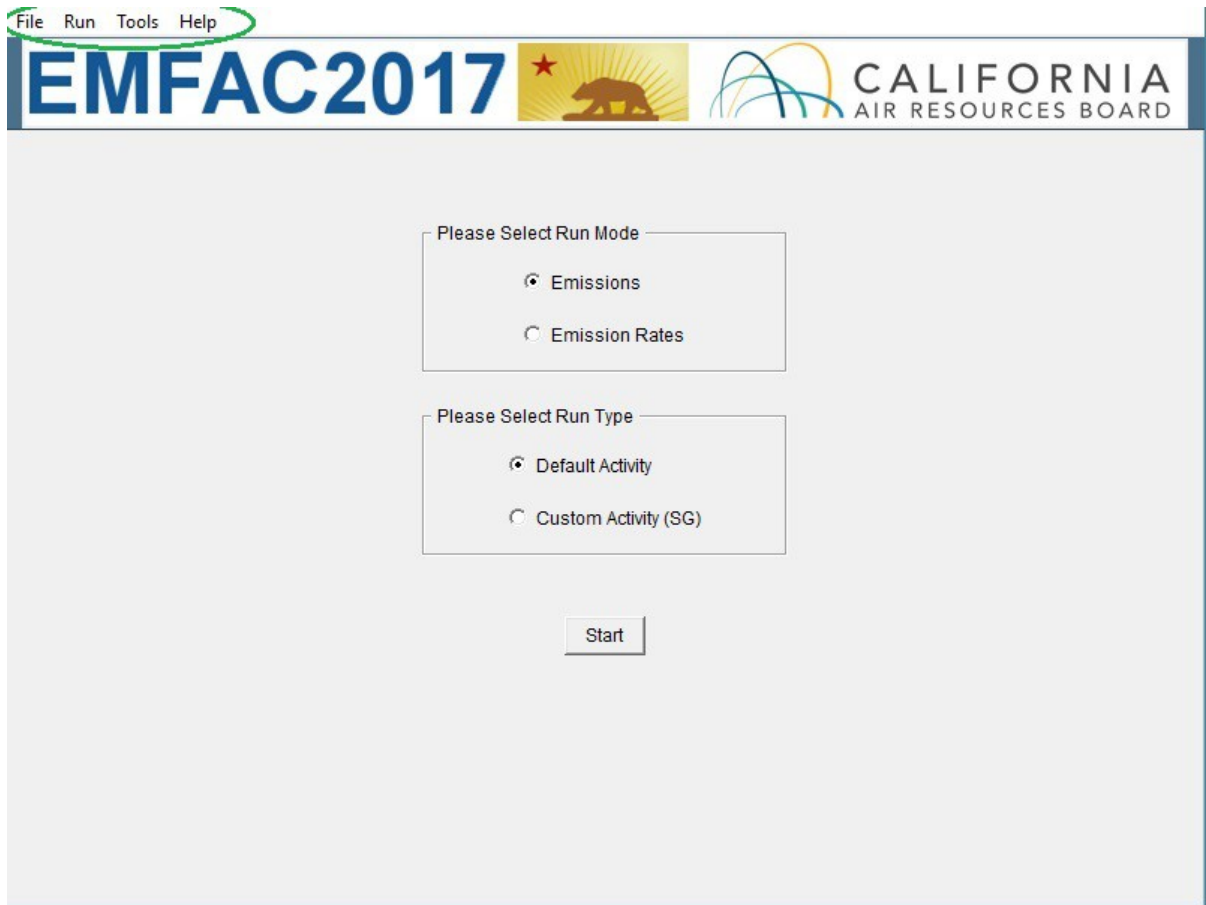 File Run Tools Help
EMFAC2017
CALIFORNIA
AIR RESOURCES BOARD
Please Select Run Mode
Emissions
Emission Rates
Please Select Run Type
Default Activity
Custom Activity (SG)
Start